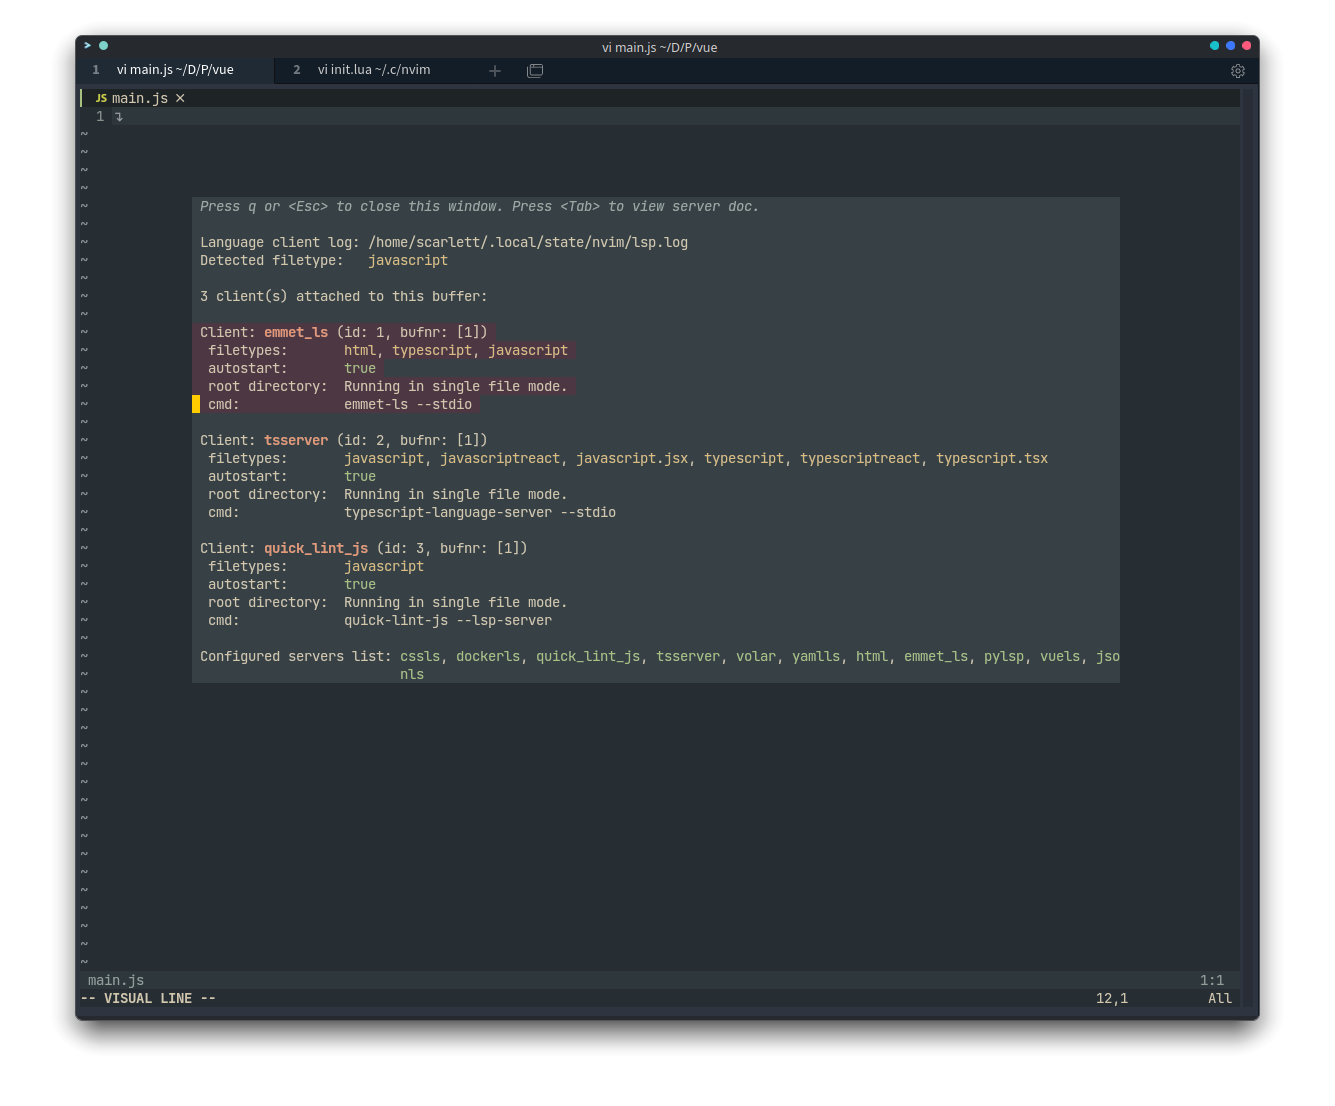 vi main.js ~/D/P/vue
1 vi main.js ~/D/P/vue 2 vi init.lua ~/.c/nvim
JS main.js ×
1 ↴
~
~
~
~
Press q or <Esc> to close this window. Press <Tab> to view server doc.
Language client log: /home/scarlett/.local/state/nvim/lsp.log
Detected filetype: javascript
3 client(s) attached to this buffer:
Client: emmet_ls (id: 1, bufnr: [1])
filetypes: html, typescript, javascript
autostart: true
root directory: Running in single file mode.
cmd: emmet-ls --stdio
Client: tsserver (id: 2, bufnr: [1])
filetypes: javascript, javascriptreact, javascript.jsx, typescript, typescriptreact, typescript.tsx
autostart: true
root directory: Running in single file mode.
cmd: typescript-language-server --stdio
Client: quick_lint_js (id: 3, bufnr: [1])
filetypes: javascript
autostart: true
root directory: Running in single file mode.
cmd: quick-lint-js --lsp-server
Configured servers list: cssls, dockerls, quick_lint_js, tsserver, volar, yamlls, html, emmet_ls, pylsp, vuels, jso
nls
main.js 1:1
-- VISUAL LINE -- 12,1 All